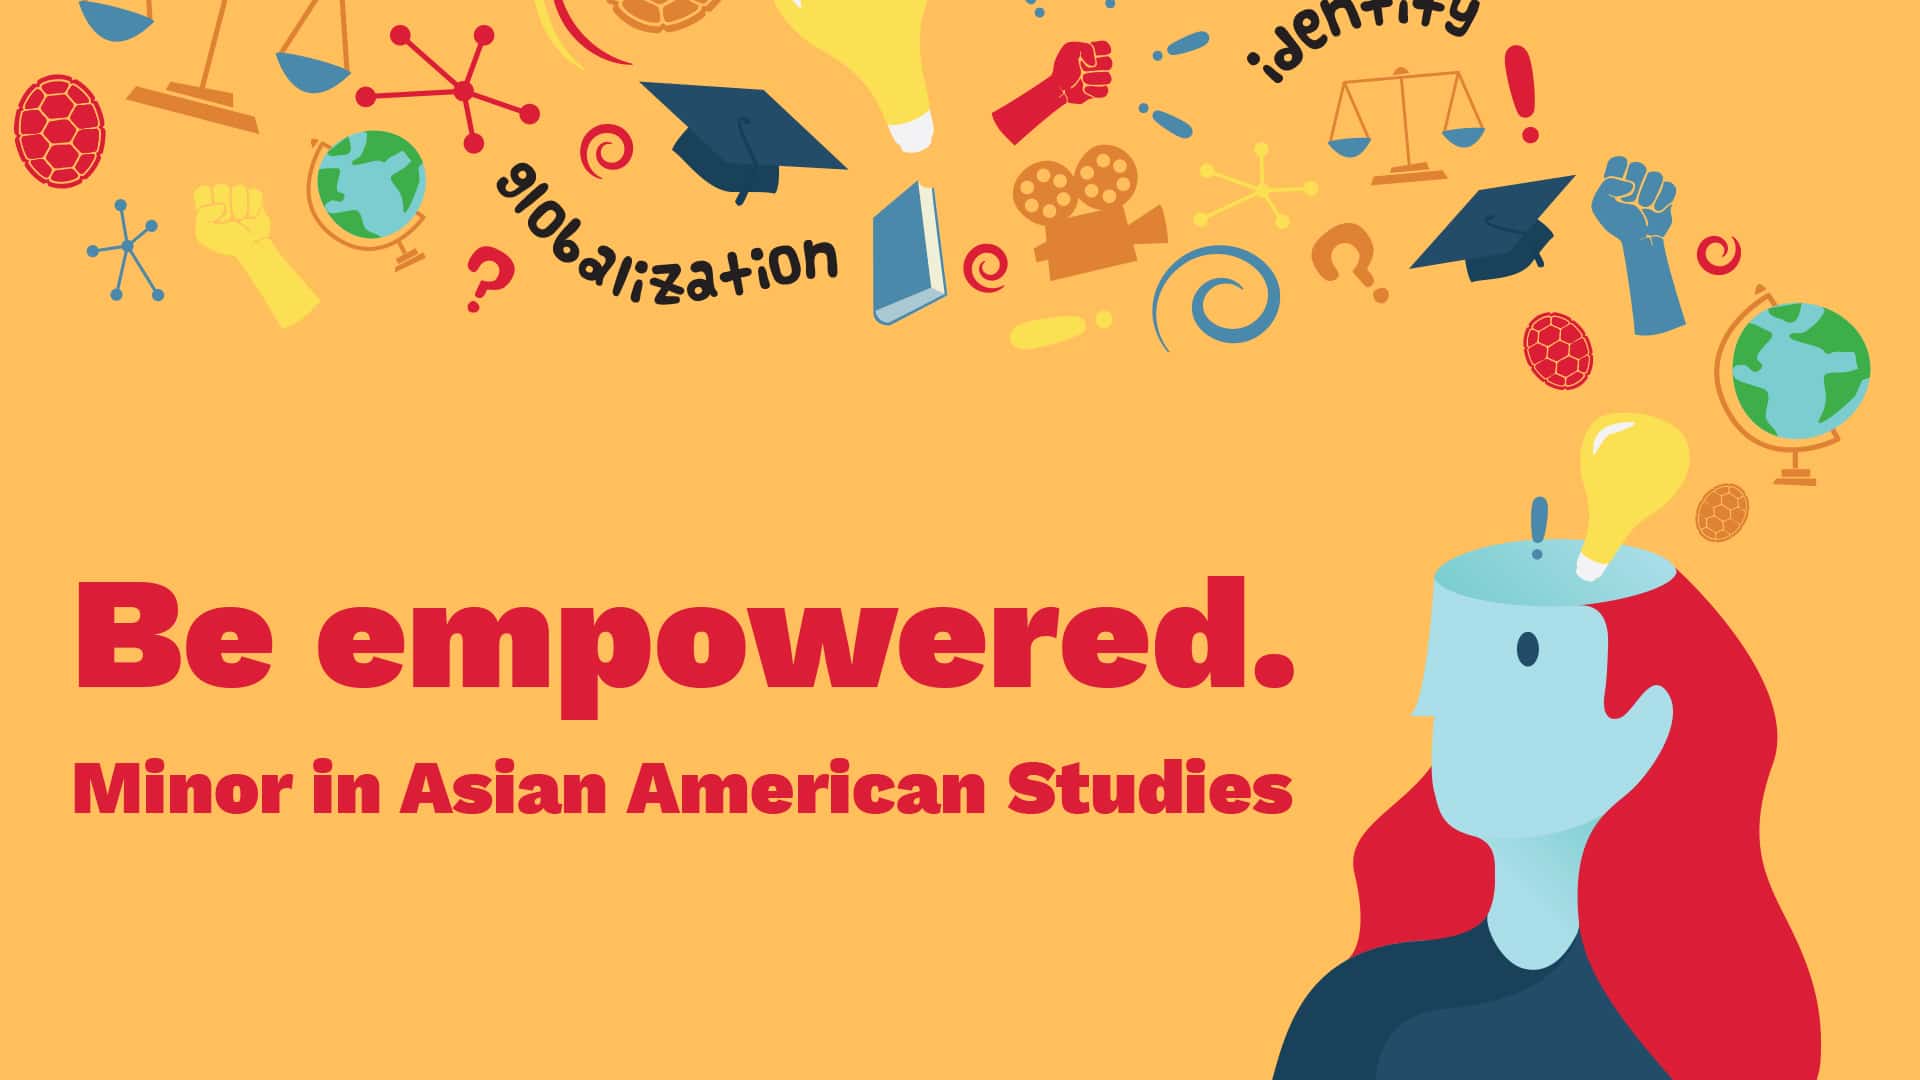 identity
globalization
Be empowered.
Minor in Asian American Studies